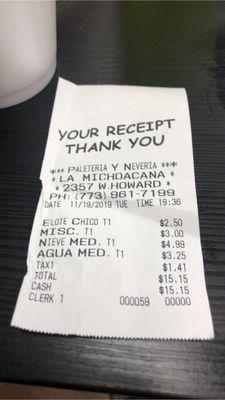 YOUR RECEIPT
THANK YOU
*** PALETERIA Y NEVERIA ***
* LA MICHOACANA *
* 2357 W.HOWARD *
PH: (773) 961-7199
DATE 11/19/2019 TUE TIME 19:36
ELOTE CHICO T1 $2.50
MISC. T1 $3.00
NIEVE MED. T1 $4.99
AGUA MED. T1 $3.25
TAX1 $1.41
TOTAL $15.15
CASH $15.15
CLERK 1 000059 00000